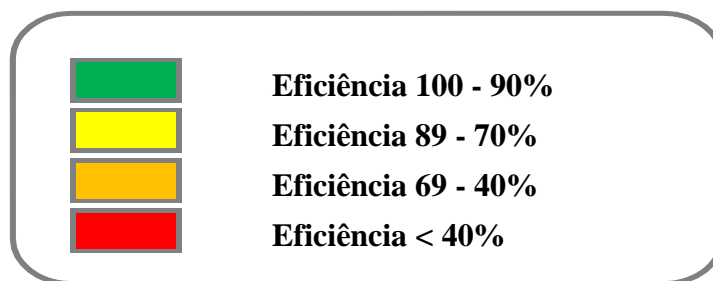 Eficiência 100 - 90%
Eficiência 89 - 70%
Eficiência 69 - 40%
Eficiência < 40%